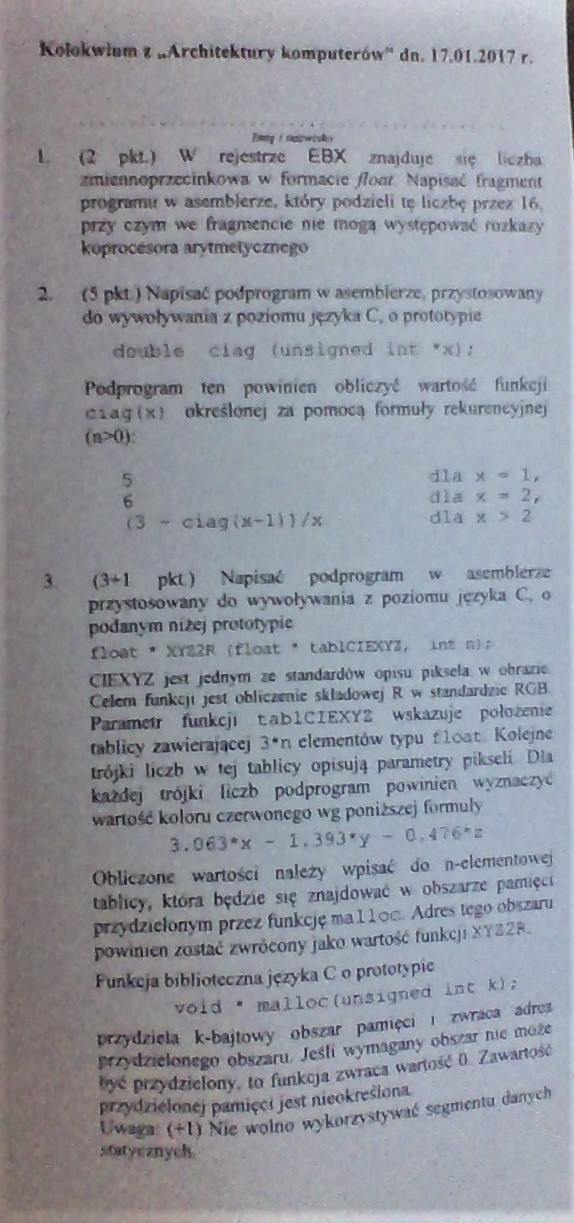 Kolokwium z „Architektury komputerów" dn. 17.01.2017 r.
Imię i nazwisko
1. (2 pkt.) W rejestrze EBX znajduje się liczba
zmiennoprzecinkowa w formacie float. Napisać fragment
programu w asemblerze, który podzieli tę liczbę przez 16,
przy czym we fragmencie nie mogą występować rozkazy
koprocesora arytmetycznego
2. (5 pkt.) Napisać podprogram w asemblerze, przystosowany
do wywoływania z poziomu języka C, o prototypie
double ciag (unsigned int *x);
Podprogram ten powinien obliczyć wartość funkcji
ciag(x) określonej za pomocą formuły rekurencyjnej
(n>0):
5 dla x = 1,
6 dla x = 2,
(3 - ciag(x-1))/x dla x > 2
3 (3+1 pkt.) Napisać podprogram w asemblerze
przystosowany do wywoływania z poziomu języka C, o
podanym niżej prototypie
float * XYZ2R (float * tablCIEXYZ, int n);
CIEXYZ jest jednym ze standardów opisu piksela w obrazie.
Celem funkcji jest obliczenie składowej R w standardzie RGB.
Parametr funkcji tablCIEXYZ wskazuje położenie
tablicy zawierającej 3*n elementów typu float. Kolejne
trójki liczb w tej tablicy opisują parametry pikseli. Dla
każdej trójki liczb podprogram powinien wyznaczyć
wartość koloru czerwonego wg poniższej formuły
3.063*x - 1.393*y - 0.476*z
Obliczone wartości należy wpisać do n-elementowej
tablicy, która będzie się znajdować w obszarze pamięci
przydzielonym przez funkcję malloc. Adres tego obszaru
powinien zostać zwrócony jako wartość funkcji XYZ2R.
Funkcja biblioteczna języka C o prototypie
void * malloc(unsigned int k);
przydziela k-bajtowy obszar pamięci i zwraca adres
przydzielonego obszaru. Jeśli wymagany obszar nie może
być przydzielony, to funkcja zwraca wartość 0. Zawartość
przydzielonej pamięci jest nieokreślona.
Uwaga: (+1) Nie wolno wykorzystywać segmentu danych
statycznych.